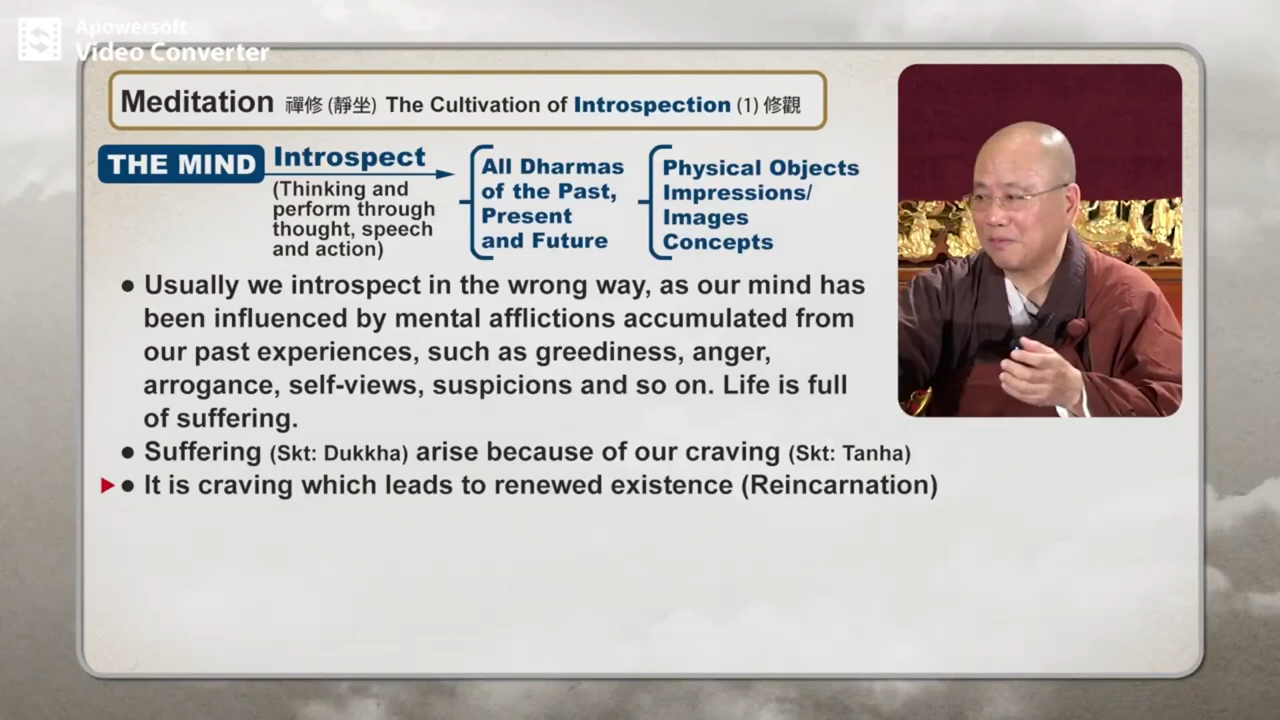 Apowersoft
Video Converter
Meditation 禪修 (靜坐) The Cultivation of Introspection (1) 修觀
THE MIND
Introspect
(Thinking and
perform through
thought, speech
and action)
All Dharmas
of the Past,
Present
and Future
Physical Objects
Impressions/
Images
Concepts
● Usually we introspect in the wrong way, as our mind has
been influenced by mental afflictions accumulated from
our past experiences, such as greediness, anger,
arrogance, self-views, suspicions and so on. Life is full
of suffering.
● Suffering (Skt: Dukkha) arise because of our craving (Skt: Tanha)
● It is craving which leads to renewed existence (Reincarnation)